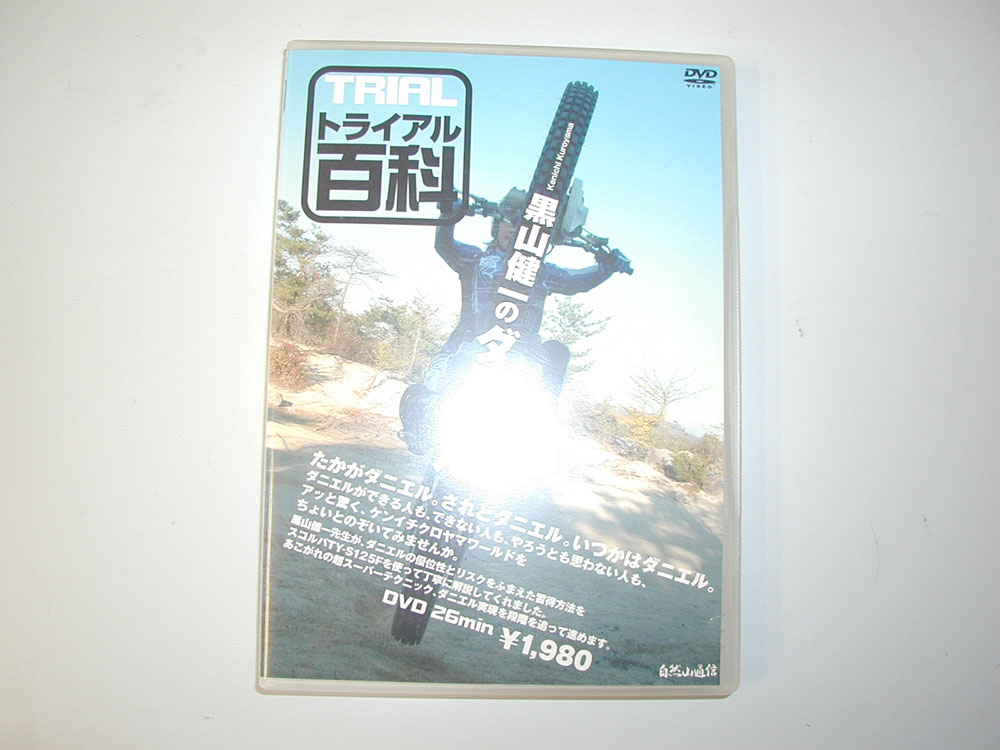 DVD
VIDEO
TRIAL
トライアル
百科
Kenichi Kuroyama
黒山健一のダ
たかがダニエル。されどダニエル。いつかはダニエル。
ダニエルができる人も、できない人も、やろうとも思わない人も、
アッと驚く、ケンイチクロヤマワールドを
ちょいとのぞいてみませんか。
黒山健一先生が、ダニエルの優位性とリスクをふまえた習得方法を
スコルパTY-S125Fを使って丁寧に解説してくれました。
あこがれの超スーパーテクニック、ダニエル実現を段階を追って進めます。
DVD 26min ¥1,980
自然山通信